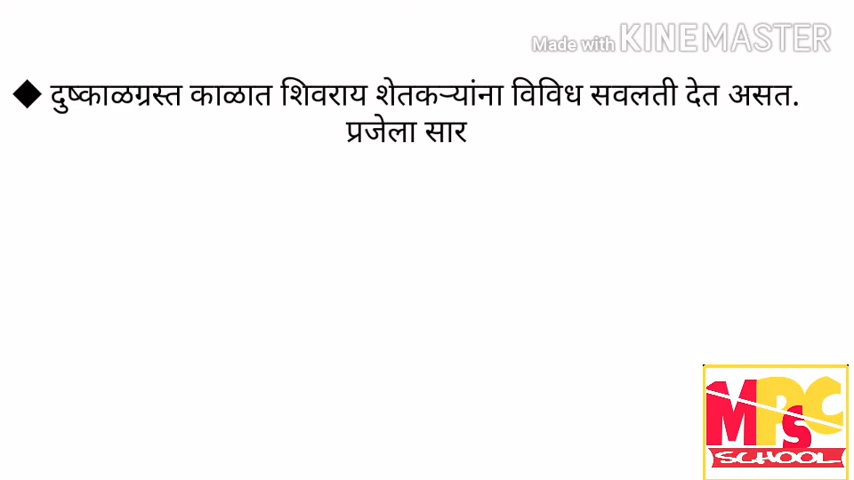 Made with KINEMASTER
◆ दुष्काळग्रस्त काळात शिवराय शेतकऱ्यांना विविध सवलती देत असत.
प्रजेला सार
MPSC
SCHOOL